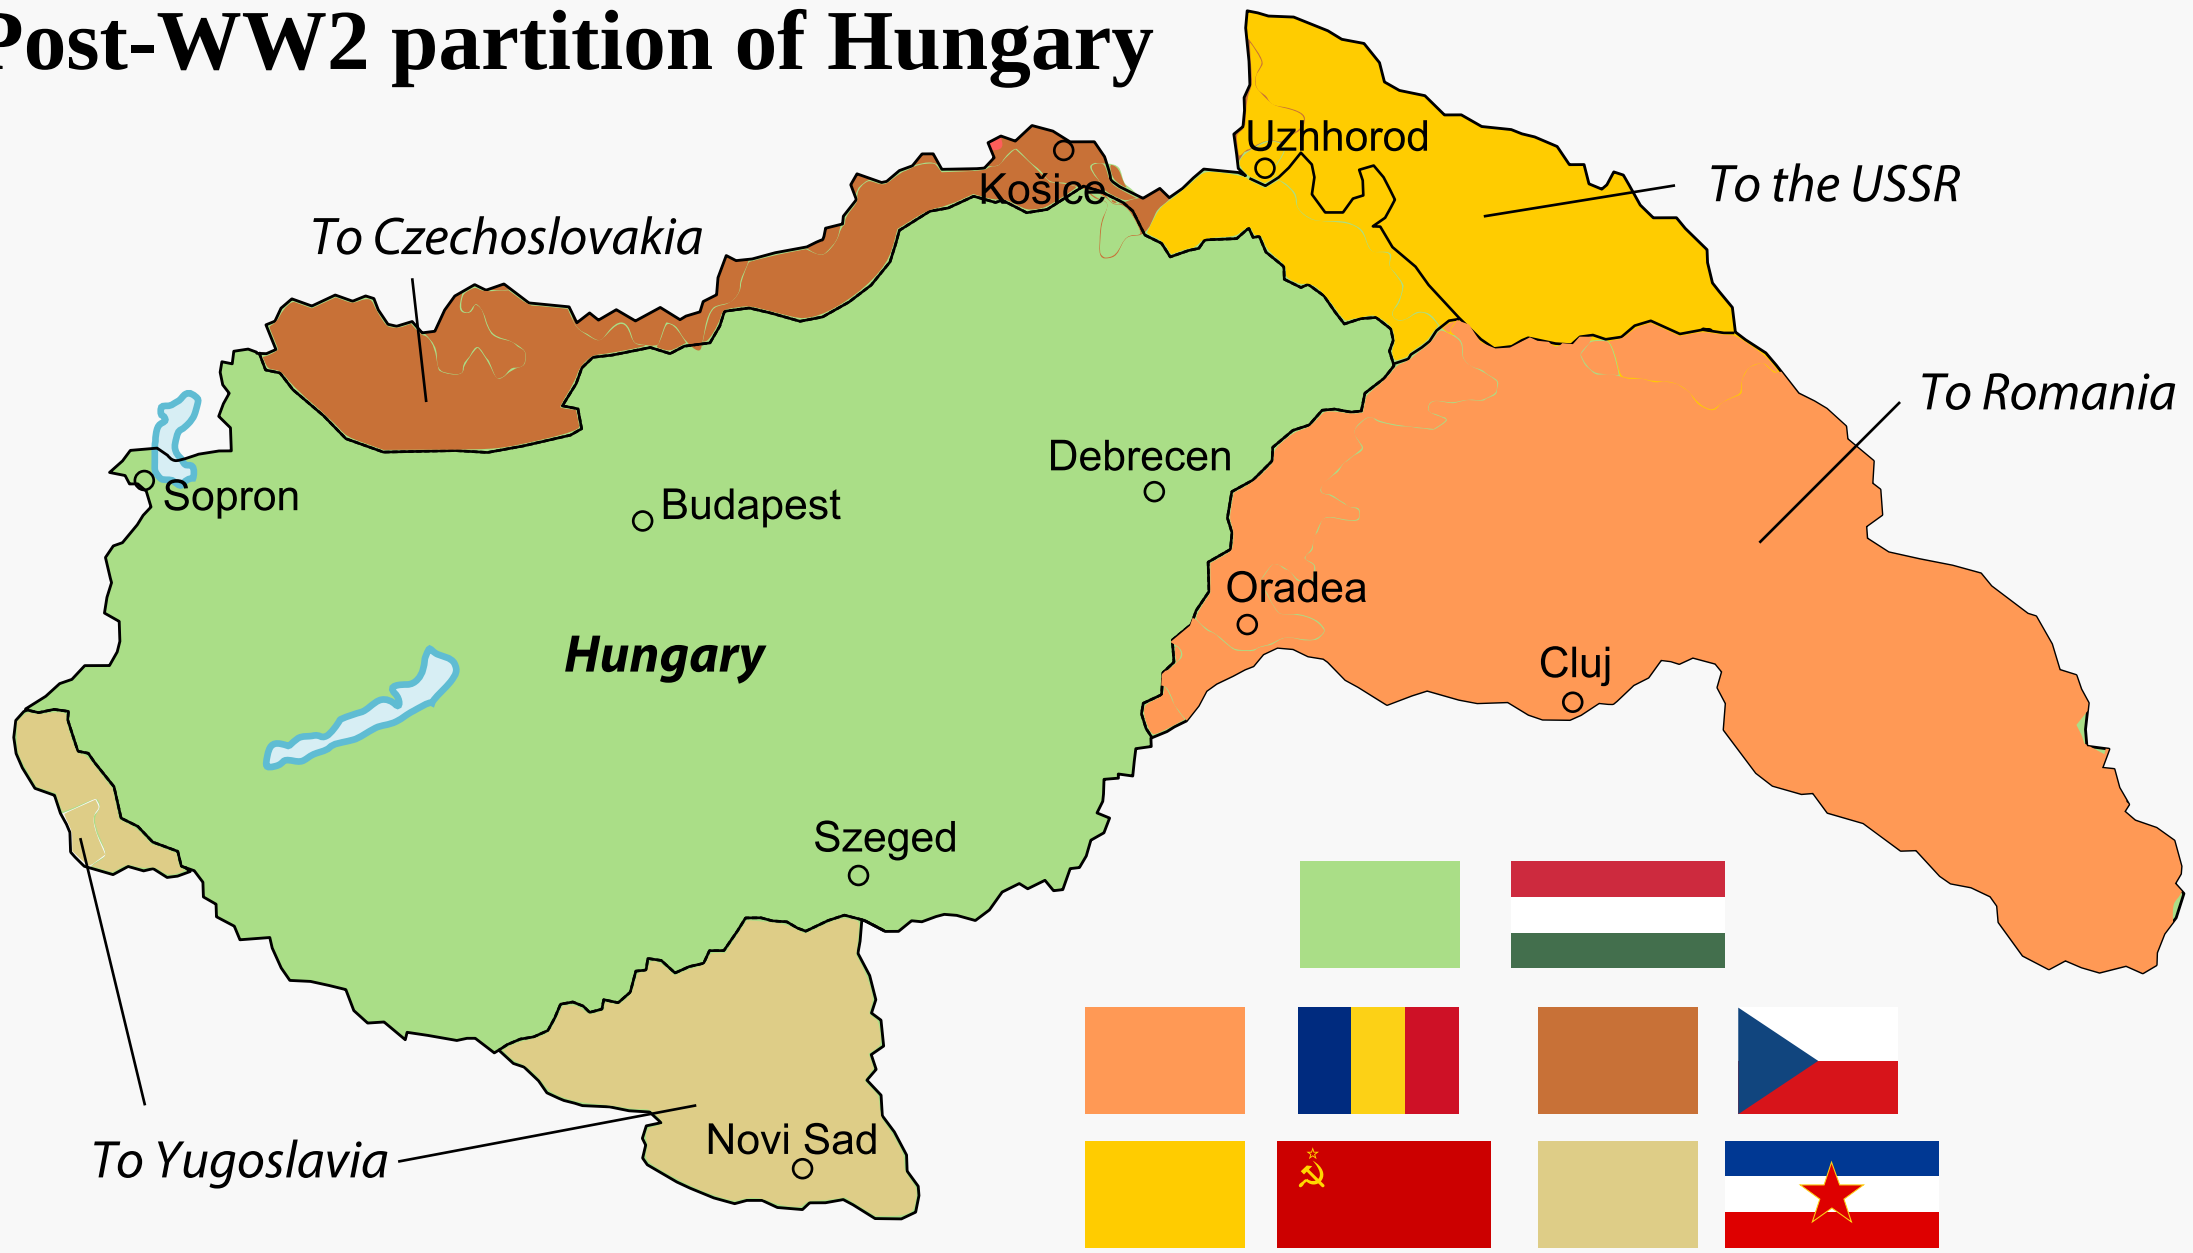 Post-WW2 partition of Hungary
Uzhhorod
To the USSR
Košice
To Czechoslovakia
To Romania
Debrecen
Sopron
Budapest
Oradea
Hungary
Cluj
Szeged
Novi Sad
To Yugoslavia